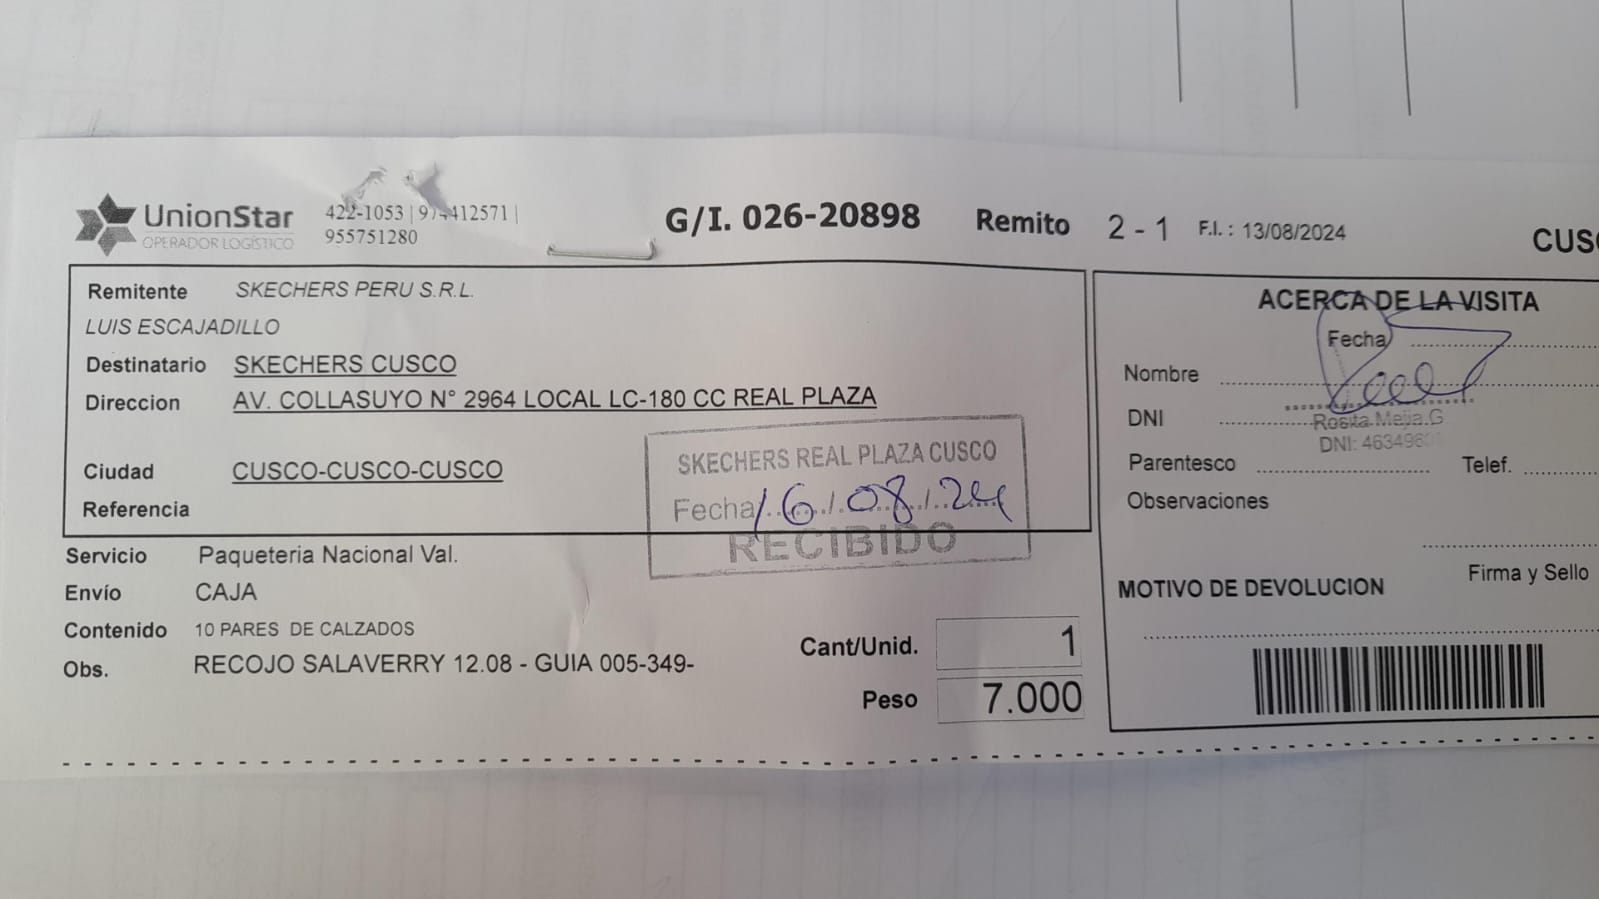 UnionStar
OPERADOR LOGÍSTICO
422-1053 | 974412571 |
955751280
G/I. 026-20898 Remito 2 - 1 F.I. : 13/08/2024
Remitente SKECHERS PERU S.R.L.
LUIS ESCAJADILLO
Destinatario SKECHERS CUSCO
Direccion AV. COLLASUYO N° 2964 LOCAL LC-180 CC REAL PLAZA
Ciudad CUSCO-CUSCO-CUSCO
Referencia
SKECHERS REAL PLAZA CUSCO
Fecha 16/08/24
RECIBIDO
Servicio Paqueteria Nacional Val.
Envío CAJA
Contenido 10 PARES DE CALZADOS
Obs. RECOJO SALAVERRY 12.08 - GUIA 005-349-
Cant/Unid. 1
Peso 7.000
ACERCA DE LA VISITA
Fecha
Nombre
DNI
Rosita Mejia G
DNI:
Parentesco Telef.
Observaciones
Firma y Sello
MOTIVO DE DEVOLUCION